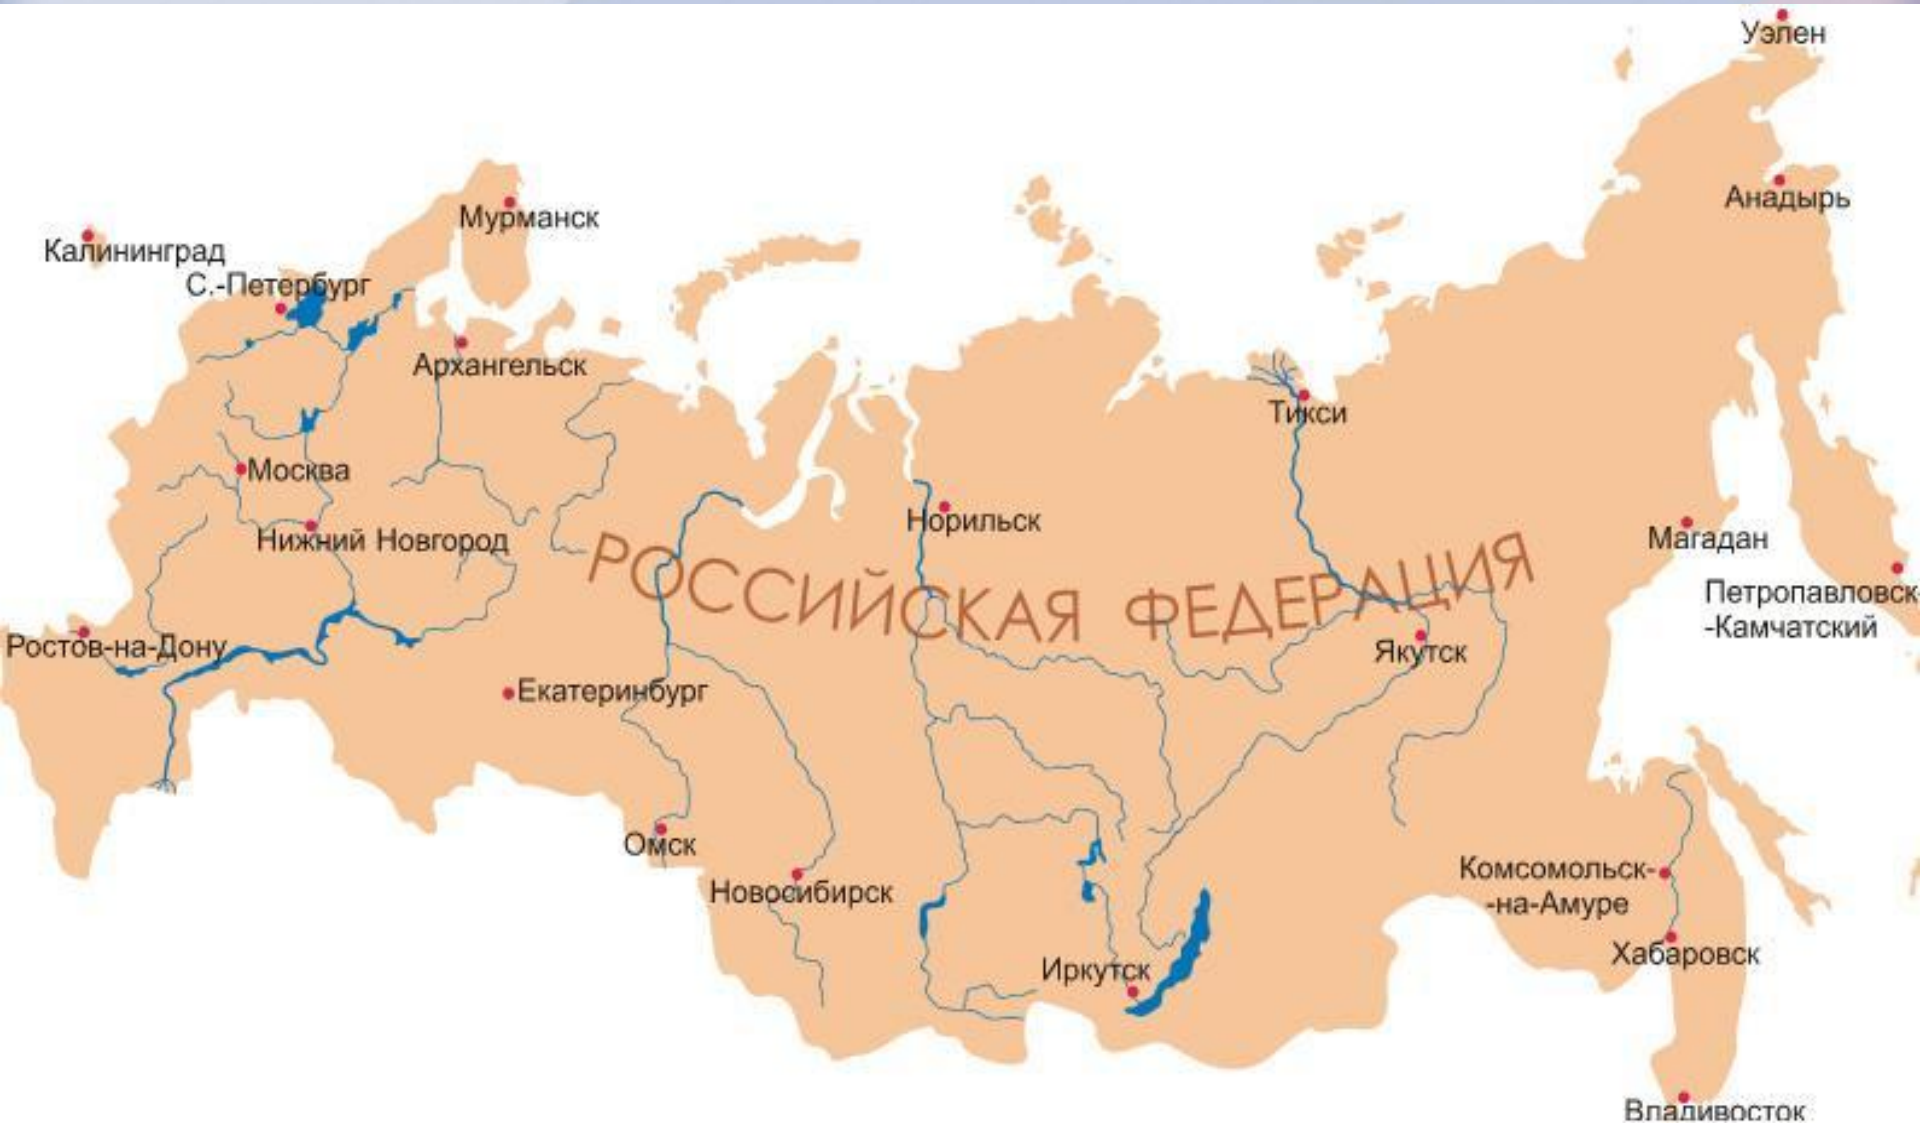 Уэлен
Анадырь
Мурманск
Калининград
С.-Петербург
Архангельск
Тикси
Москва
Норильск
Нижний Новгород
Магадан
РОССИЙСКАЯ ФЕДЕРАЦИЯ
Петропавловск-
-Камчатский
Ростов-на-Дону
Якутск
Екатеринбург
Омск
Новосибирск
Комсомольск-
-на-Амуре
Хабаровск
Иркутск
Владивосток